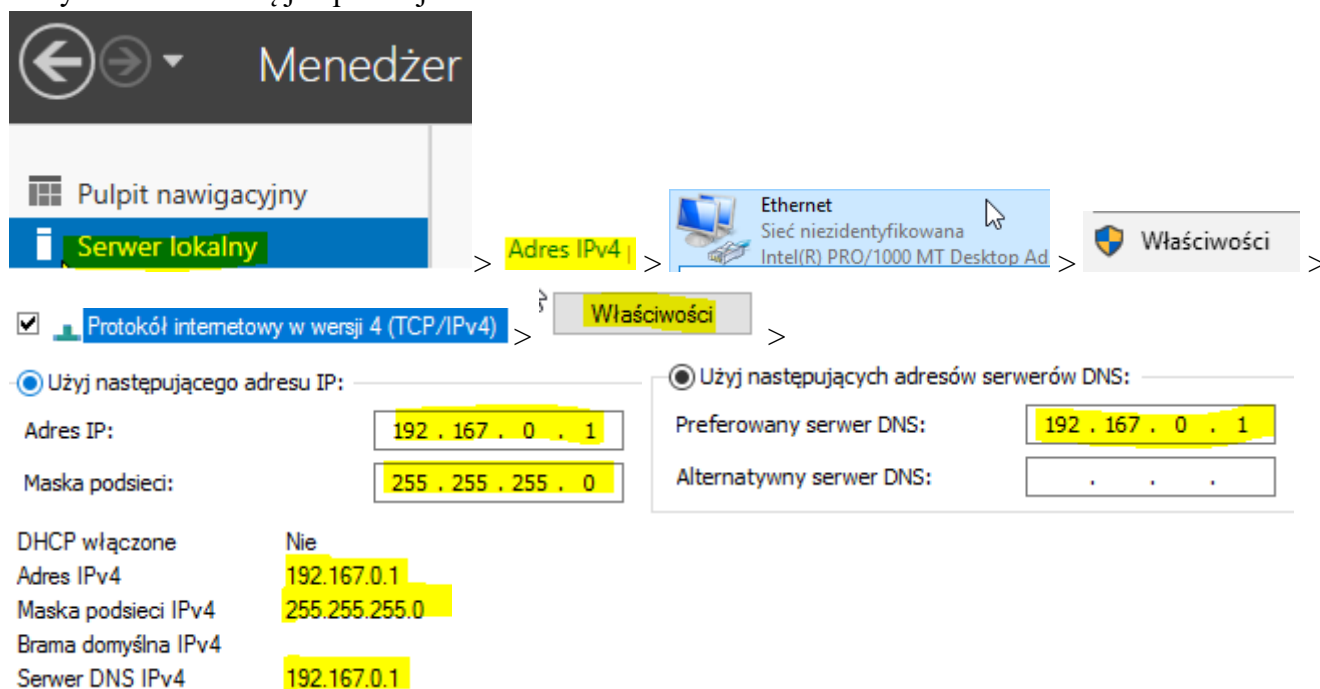 Menedżer
Pulpit nawigacyjny
Serwer lokalny
> Adres IPv4 >
Ethernet
Sieć niezidentyfikowana
Intel(R) PRO/1000 MT Desktop Ad
> Właściwości >
Protokół internetowy w wersji 4 (TCP/IPv4) > Właściwości >
Użyj następującego adresu IP:
Adres IP: 192 . 167 . 0 . 1
Maska podsieci: 255 . 255 . 255 . 0
Użyj następujących adresów serwerów DNS:
Preferowany serwer DNS: 192 . 167 . 0 . 1
Alternatywny serwer DNS: . . .
DHCP włączone Nie
Adres IPv4 192.167.0.1
Maska podsieci IPv4 255.255.255.0
Brama domyślna IPv4
Serwer DNS IPv4 192.167.0.1